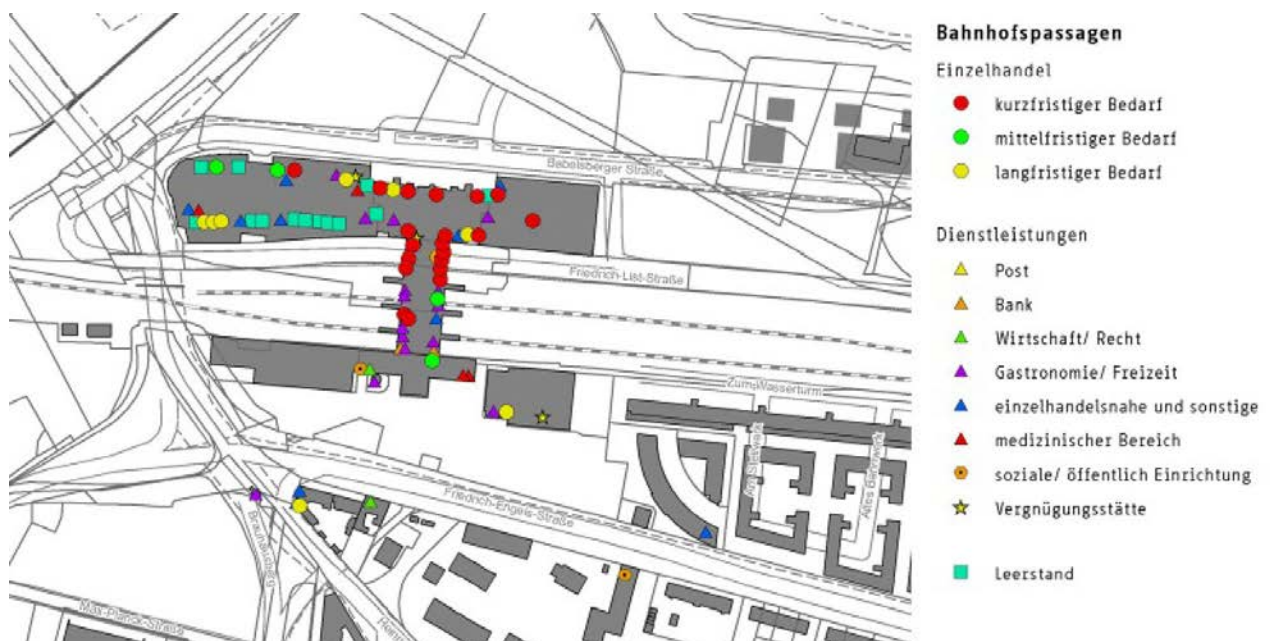 Bahnhofspassagen
Einzelhandel
kurzfristiger Bedarf
mittelfristiger Bedarf
langfristiger Bedarf
Dienstleistungen
Post
Bank
Wirtschaft/ Recht
Gastronomie/ Freizeit
einzelhandelsnahe und sonstige
medizinischer Bereich
soziale/ öffentlich Einrichtung
Vergnügungsstätte
Leerstand
Babelsberger Straße
Friedrich-List-Straße
Zum Wasserturm
Friedrich-Engels-Straße
Brauhausberg
Max-Planck-Straße